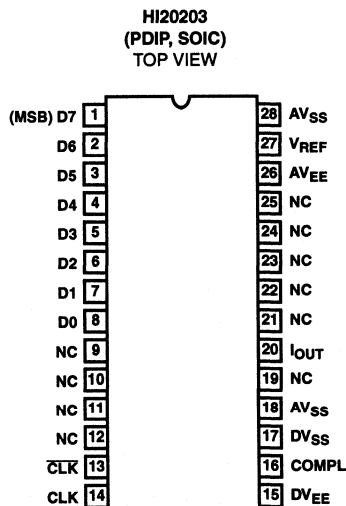 HI20203
(PDIP, SOIC)
TOP VIEW
(MSB) D7 1 28 AVSS
D6 2 27 VREF
D5 3 26 AVEE
D4 4 25 NC
D3 5 24 NC
D2 6 23 NC
D1 7 22 NC
D0 8 21 NC
NC 9 20 IOUT
NC 10 19 NC
NC 11 18 AVSS
NC 12 17 DVSS
C̅L̅K̅ 13 16 COMPL
CLK 14 15 DVEE